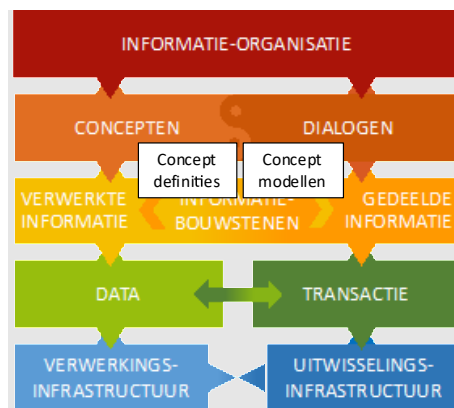 INFORMATIE-ORGANISATIE
CONCEPTEN
DIALOGEN
Concept
definities
Concept
modellen
VERWERKTE
INFORMATIE
INFORMATIE-
BOUWSTENEN
GEDEELDE
INFORMATIE
DATA
TRANSACTIE
VERWERKINGS-
INFRASTRUCTUUR
UITWISSELINGS-
INFRASTRUCTUUR